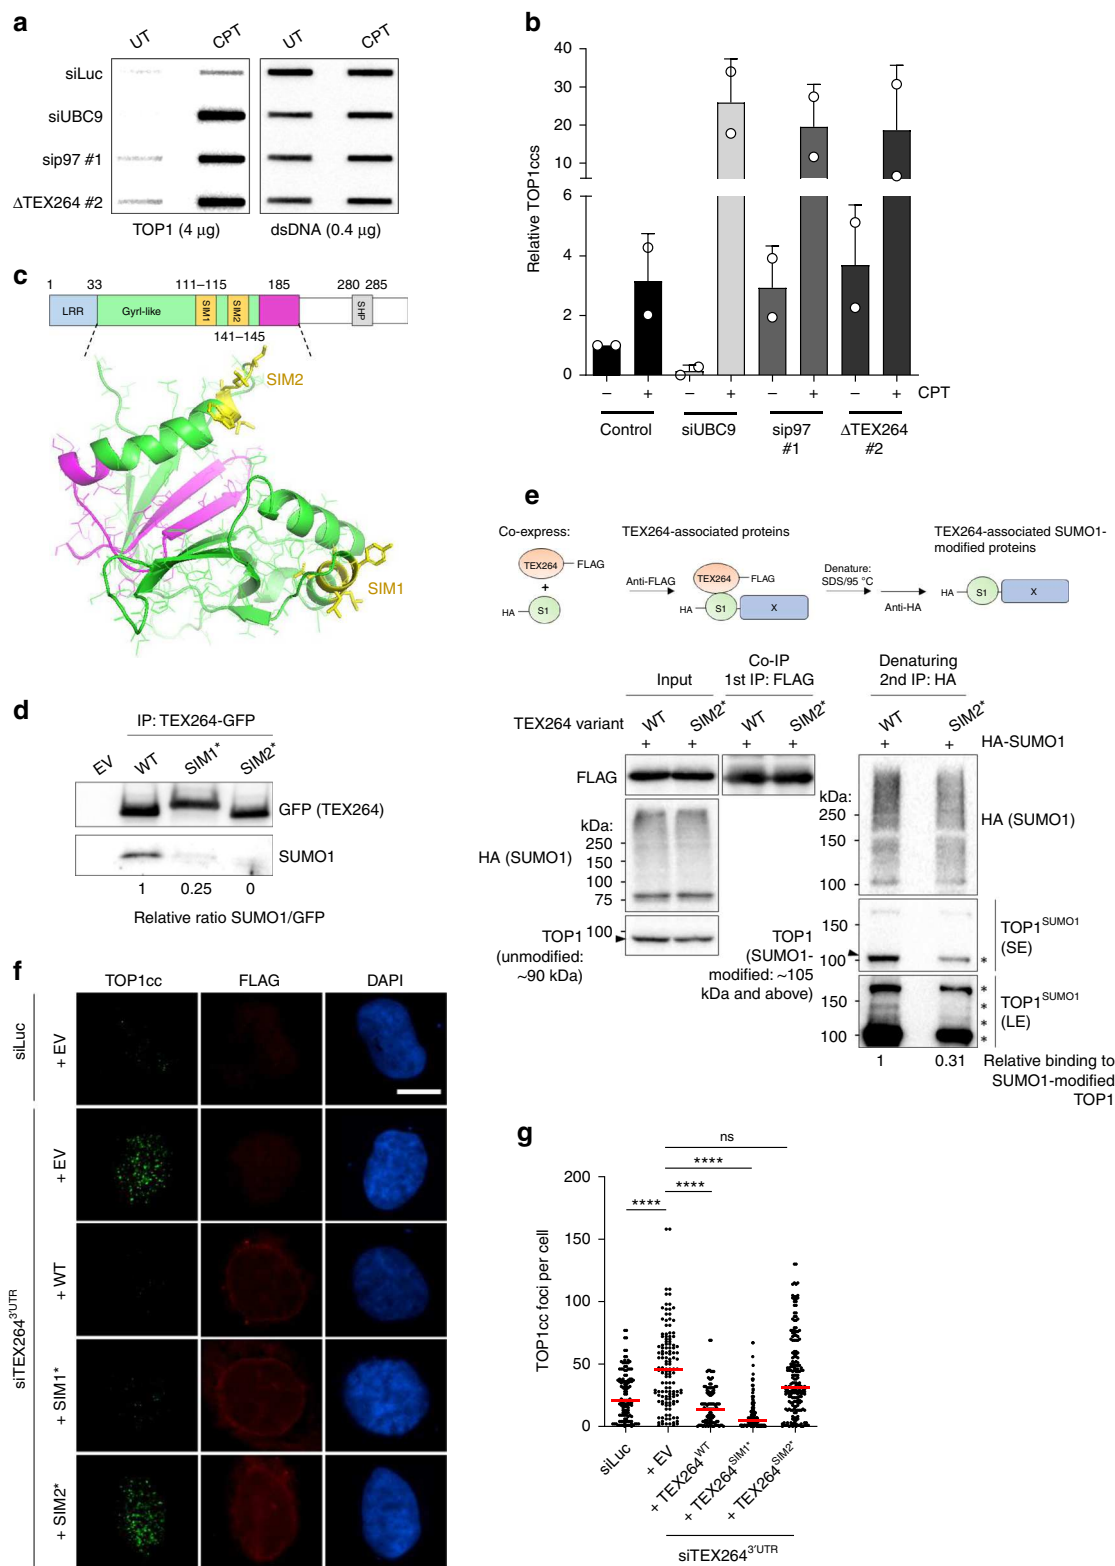 a
UT CPT UT CPT
siLuc
siUBC9
sip97 #1
ΔTEX264 #2
TOP1 (4 μg) dsDNA (0.4 μg)
b
Relative TOP1ccs
40
30
20
10
6
4
2
0
– + – + – + – + CPT
Control siUBC9 sip97 #1 ΔTEX264 #2
c
1 33 111–115 185 280 285
LRR GyrI-like SIM1 SIM2 SHP
141–145
SIM2
SIM1
d
IP: TEX264-GFP
EV WT SIM1* SIM2*
GFP (TEX264)
SUMO1
1 0.25 0
Relative ratio SUMO1/GFP
e
Co-express: TEX264-associated proteins TEX264-associated SUMO1-modified proteins
TEX264 FLAG
+
HA S1
Anti-FLAG
TEX264 FLAG
HA S1 X
Denature:
SDS/95 °C
Anti-HA
HA S1 X
Input
Co-IP
1st IP: FLAG
Denaturing
2nd IP: HA
TEX264 variant WT SIM2* WT SIM2* WT SIM2*
+ + + + + + HA-SUMO1
FLAG
kDa:
250
150
100
75
HA (SUMO1)
100
TOP1
(unmodified:
~90 kDa)
kDa:
250
150
100
HA (SUMO1)
TOP1
(SUMO1-
modified: ~105
kDa and above)
150
100
*
TOP1SUMO1
(SE)
150
100
*
*
*
*
TOP1SUMO1
(LE)
1 0.31 Relative binding to
SUMO1-modified
TOP1
f
TOP1cc FLAG DAPI
siLuc
+ EV
siTEX2643'UTR
+ EV
+ WT
+ SIM1*
+ SIM2*
g
TOP1cc foci per cell
200
150
100
50
0
ns
****
****
****
siLuc
+ EV
+ TEX264WT
+ TEX264SIM1*
+ TEX264SIM2*
siTEX2643'UTR